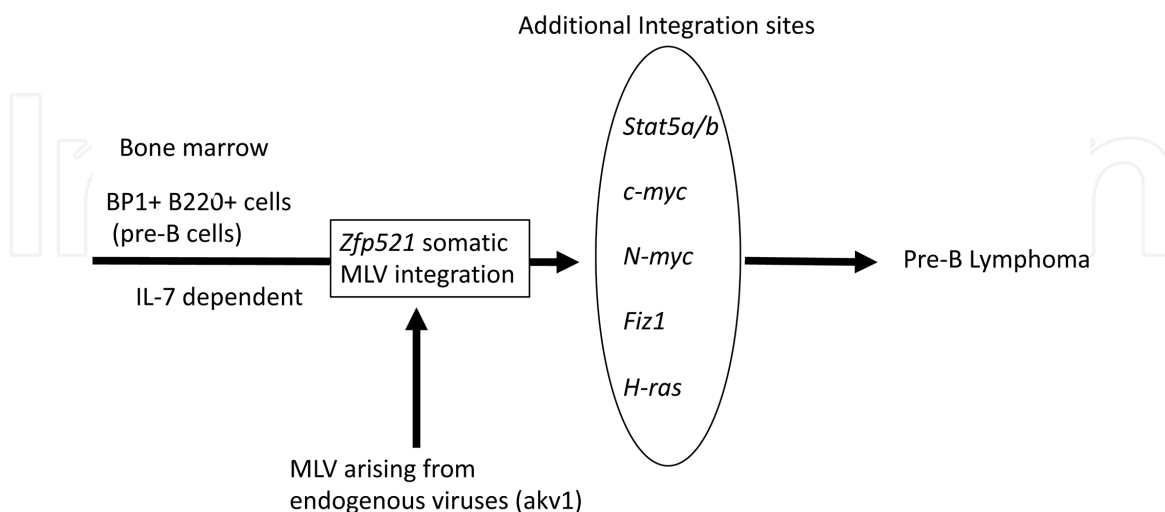 Additional Integration sites
Bone marrow
BP1+ B220+ cells
(pre-B cells)
IL-7 dependent
Zfp521 somatic
MLV integration
MLV arising from
endogenous viruses (akv1)
Stat5a/b
c-myc
N-myc
Fiz1
H-ras
Pre-B Lymphoma